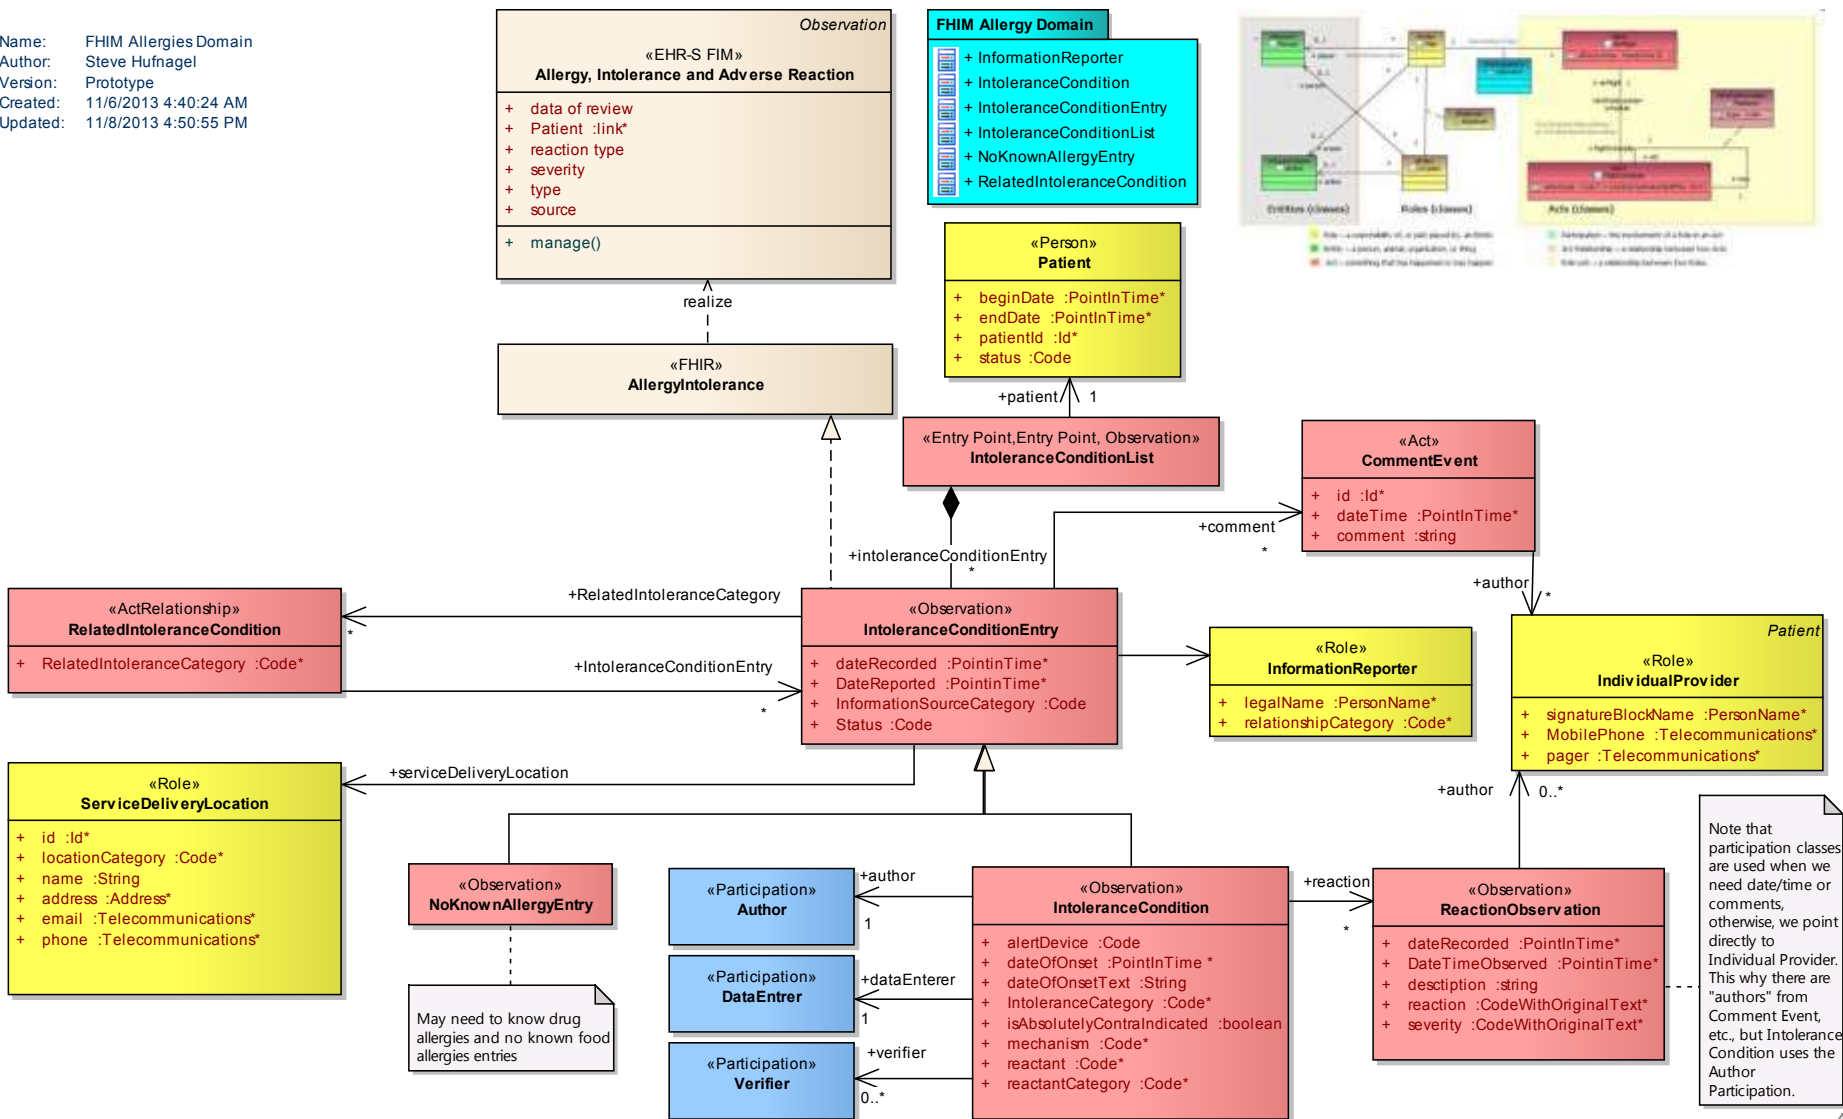 Name: FHIM Allergies Domain
Author: Steve Hufnagel
Version: Prototype
Created: 11/6/2013 4:40:24 AM
Updated: 11/8/2013 4:50:55 PM
Observation
«EHR-S FIM»
Allergy, Intolerance and Adverse Reaction
+ data of review
+ Patient :link*
+ reaction type
+ severity
+ type
+ source
+ manage()
realize
«FHIR»
AllergyIntolerance
FHIM Allergy Domain
+ InformationReporter
+ IntoleranceCondition
+ IntoleranceConditionEntry
+ IntoleranceConditionList
+ NoKnownAllergyEntry
+ RelatedIntoleranceCondition
Entities (classes)
Roles (classes)
Acts (classes)
«Person»
Patient
+ beginDate :PointInTime*
+ endDate :PointInTime*
+ patientId :Id*
+ status :Code
+patient 1
«Entry Point,Entry Point, Observation»
IntoleranceConditionList
+intoleranceConditionEntry
*
«Act»
CommentEvent
+ id :Id*
+ dateTime :PointInTime*
+ comment :string
+comment
*
+author
*
«ActRelationship»
RelatedIntoleranceCondition
+ RelatedIntoleranceCategory :Code*
+RelatedIntoleranceCategory
*
+IntoleranceConditionEntry
*
«Observation»
IntoleranceConditionEntry
+ dateRecorded :PointinTime*
+ DateReported :PointinTime*
+ InformationSourceCategory :Code
+ Status :Code
«Role»
InformationReporter
+ legalName :PersonName*
+ relationshipCategory :Code*
Patient
«Role»
IndividualProvider
+ signatureBlockName :PersonName*
+ MobilePhone :Telecommunications*
+ pager :Telecommunications*
+serviceDeliveryLocation
«Role»
ServiceDeliveryLocation
+ id :Id*
+ locationCategory :Code*
+ name :String
+ address :Address*
+ email :Telecommunications*
+ phone :Telecommunications*
«Observation»
NoKnownAllergyEntry
May need to know drug
allergies and no known food
allergies entries
«Participation»
Author
+author
1
«Participation»
DataEntrer
+dataEnterer
1
«Participation»
Verifier
+verifier
0..*
«Observation»
IntoleranceCondition
+ alertDevice :Code
+ dateOfOnset :PointInTime *
+ dateOfOnsetText :String
+ IntoleranceCategory :Code*
+ isAbsolutelyContraIndicated :boolean
+ mechanism :Code*
+ reactant :Code*
+ reactantCategory :Code*
+reaction
*
«Observation»
ReactionObservation
+ dateRecorded :PointInTime*
+ DateTimeObserved :PointinTime*
+ desctiption :string
+ reaction :CodeWithOriginalText*
+ severity :CodeWithOriginalText*
+author 0..*
Note that
participation classes
are used when we
need date/time or
comments,
otherwise, we point
directly to
Individual Provider.
This why there are
"authors" from
Comment Event,
etc., but Intolerance
Condition uses the
Author
Participation.